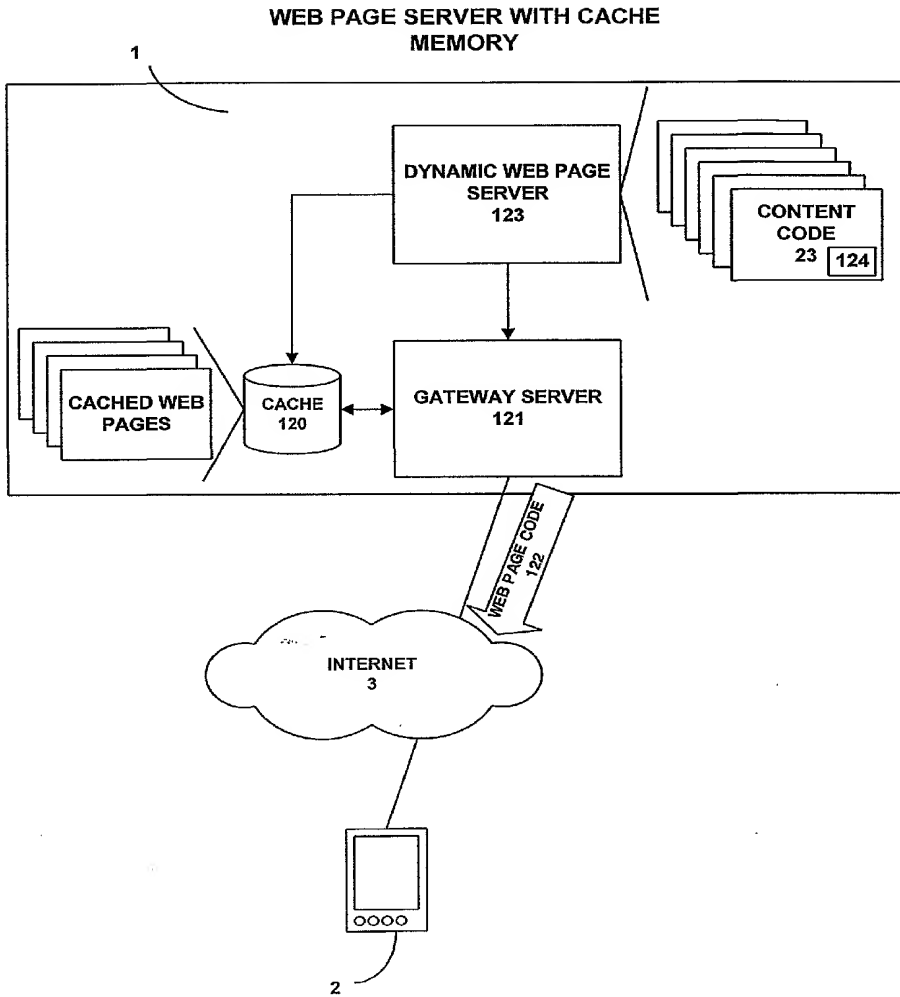 WEB PAGE SERVER WITH CACHE
MEMORY
1
DYNAMIC WEB PAGE
SERVER
123
CONTENT
CODE
23
124
CACHED WEB
PAGES
CACHE
120
GATEWAY SERVER
121
WEB PAGE CODE
122
INTERNET
3
2